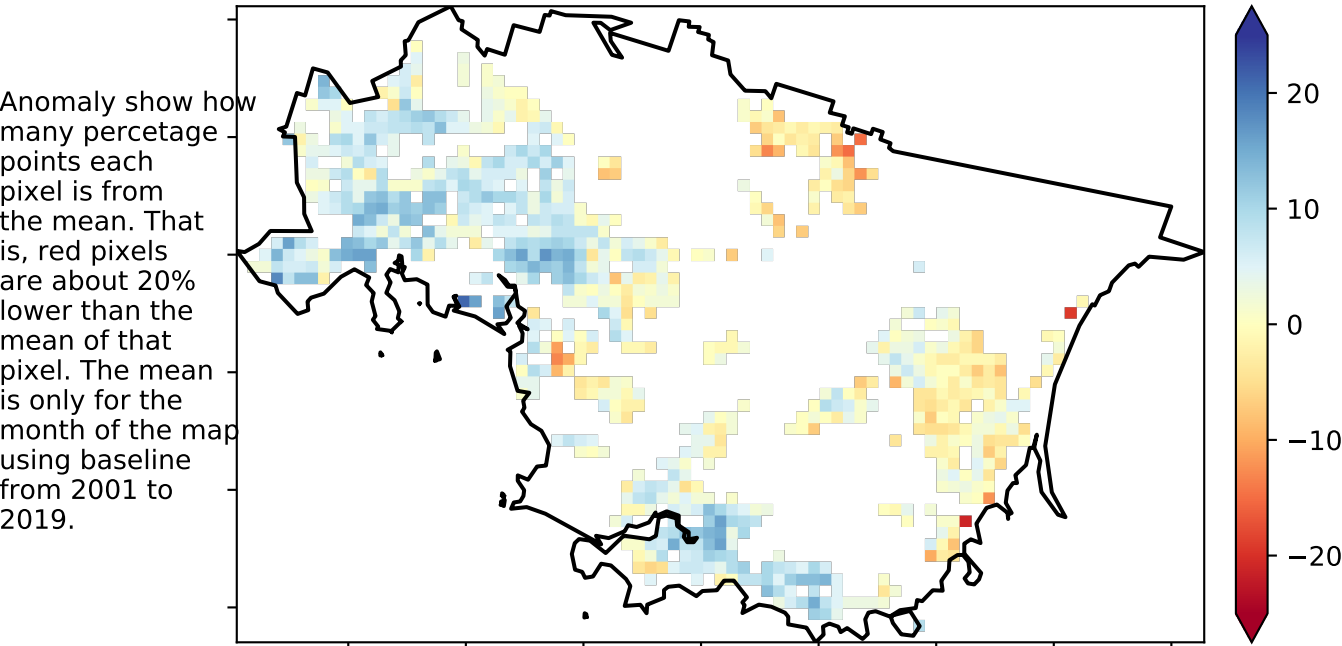 Anomaly show how
many percetage
points each
pixel is from
the mean. That
is, red pixels
are about 20%
lower than the
mean of that
pixel. The mean
is only for the
month of the map
using baseline
from 2001 to
2019.
20
10
0
−10
−20